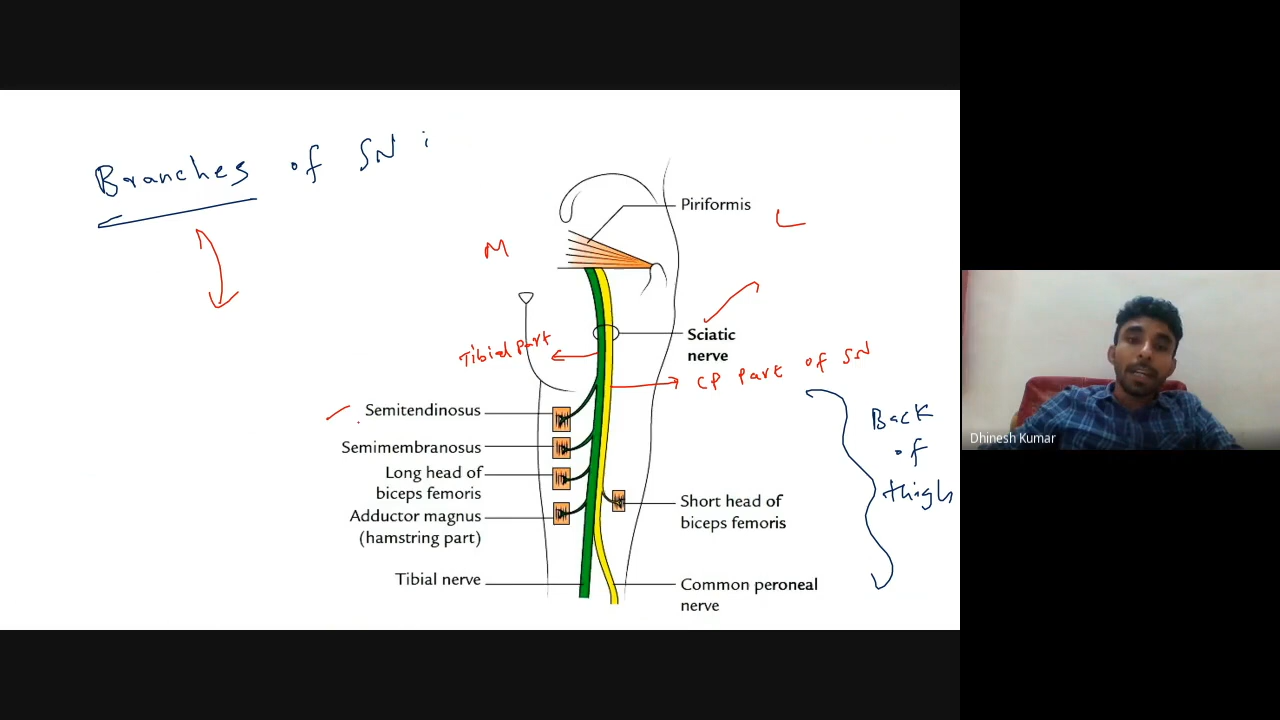 Branches of SN :
Piriformis
L
M
Sciatic
nerve
Tibial part
CP part of SN
Semitendinosus
Semimembranosus
Long head of
biceps femoris
Adductor magnus
(hamstring part)
Tibial nerve
Short head of
biceps femoris
Common peroneal
nerve
Back
of
thigh
Dhinesh Kumar